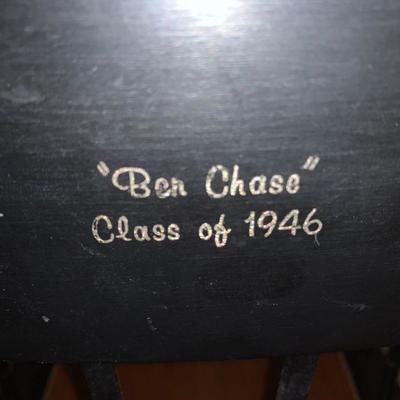 "Ben Chase"
Class of 1946